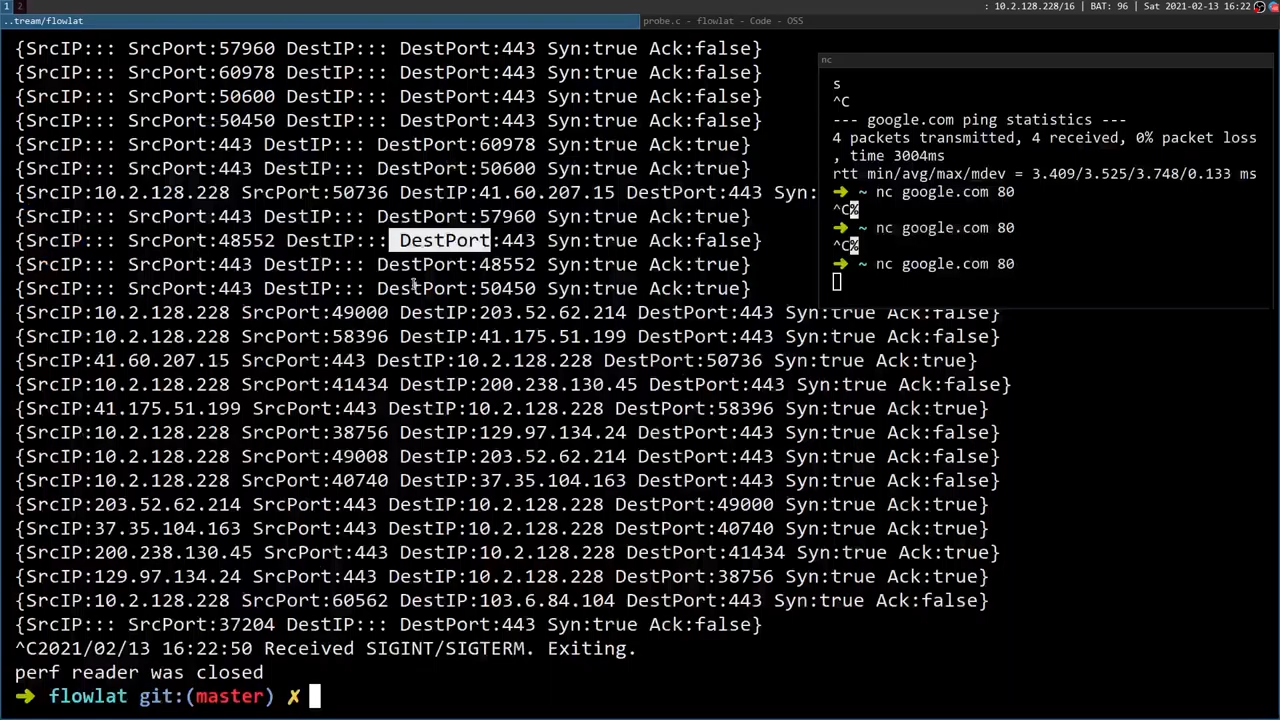 1 2
: 10.2.128.228/16 | BAT: 96 | Sat 2021-02-13 16:22
..tream/flowlat
probe.c - flowlat - Code - OSS
{SrcIP::: SrcPort:57960 DestIP::: DestPort:443 Syn:true Ack:false}
{SrcIP::: SrcPort:60978 DestIP::: DestPort:443 Syn:true Ack:false}
{SrcIP::: SrcPort:50600 DestIP::: DestPort:443 Syn:true Ack:false}
{SrcIP::: SrcPort:50450 DestIP::: DestPort:443 Syn:true Ack:false}
{SrcIP::: SrcPort:443 DestIP::: DestPort:60978 Syn:true Ack:true}
{SrcIP::: SrcPort:443 DestIP::: DestPort:50600 Syn:true Ack:true}
{SrcIP:10.2.128.228 SrcPort:50736 DestIP:41.60.207.15 DestPort:443 Syn:
{SrcIP::: SrcPort:443 DestIP::: DestPort:57960 Syn:true Ack:true}
{SrcIP::: SrcPort:48552 DestIP::: DestPort:443 Syn:true Ack:false}
{SrcIP::: SrcPort:443 DestIP::: DestPort:48552 Syn:true Ack:true}
{SrcIP::: SrcPort:443 DestIP::: DestPort:50450 Syn:true Ack:true}
{SrcIP:10.2.128.228 SrcPort:49000 DestIP:203.52.62.214 DestPort:443 Syn:true Ack:false}
{SrcIP:10.2.128.228 SrcPort:58396 DestIP:41.175.51.199 DestPort:443 Syn:true Ack:false}
{SrcIP:41.60.207.15 SrcPort:443 DestIP:10.2.128.228 DestPort:50736 Syn:true Ack:true}
{SrcIP:10.2.128.228 SrcPort:41434 DestIP:200.238.130.45 DestPort:443 Syn:true Ack:false}
{SrcIP:41.175.51.199 SrcPort:443 DestIP:10.2.128.228 DestPort:58396 Syn:true Ack:true}
{SrcIP:10.2.128.228 SrcPort:38756 DestIP:129.97.134.24 DestPort:443 Syn:true Ack:false}
{SrcIP:10.2.128.228 SrcPort:49008 DestIP:203.52.62.214 DestPort:443 Syn:true Ack:false}
{SrcIP:10.2.128.228 SrcPort:40740 DestIP:37.35.104.163 DestPort:443 Syn:true Ack:false}
{SrcIP:203.52.62.214 SrcPort:443 DestIP:10.2.128.228 DestPort:49000 Syn:true Ack:true}
{SrcIP:37.35.104.163 SrcPort:443 DestIP:10.2.128.228 DestPort:40740 Syn:true Ack:true}
{SrcIP:200.238.130.45 SrcPort:443 DestIP:10.2.128.228 DestPort:41434 Syn:true Ack:true}
{SrcIP:129.97.134.24 SrcPort:443 DestIP:10.2.128.228 DestPort:38756 Syn:true Ack:true}
{SrcIP:10.2.128.228 SrcPort:60562 DestIP:103.6.84.104 DestPort:443 Syn:true Ack:false}
{SrcIP::: SrcPort:37204 DestIP::: DestPort:443 Syn:true Ack:false}
^C2021/02/13 16:22:50 Received SIGINT/SIGTERM. Exiting.
perf reader was closed
➜ flowlat git:(master) ✗
nc
s
^C
--- google.com ping statistics ---
4 packets transmitted, 4 received, 0% packet loss
, time 3004ms
rtt min/avg/max/mdev = 3.409/3.525/3.748/0.133 ms
➜ ~ nc google.com 80
^C%
➜ ~ nc google.com 80
^C%
➜ ~ nc google.com 80